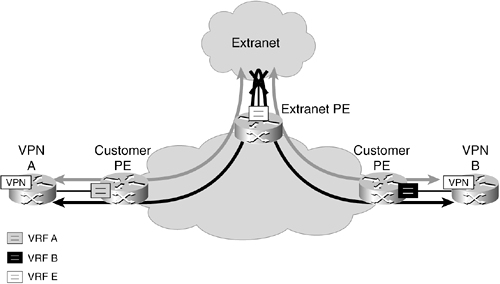 Extranet
Extranet PE
VPN
A
Customer
PE
Customer
PE
VPN
B
VPN
VPN
VRF A
VRF B
VRF E